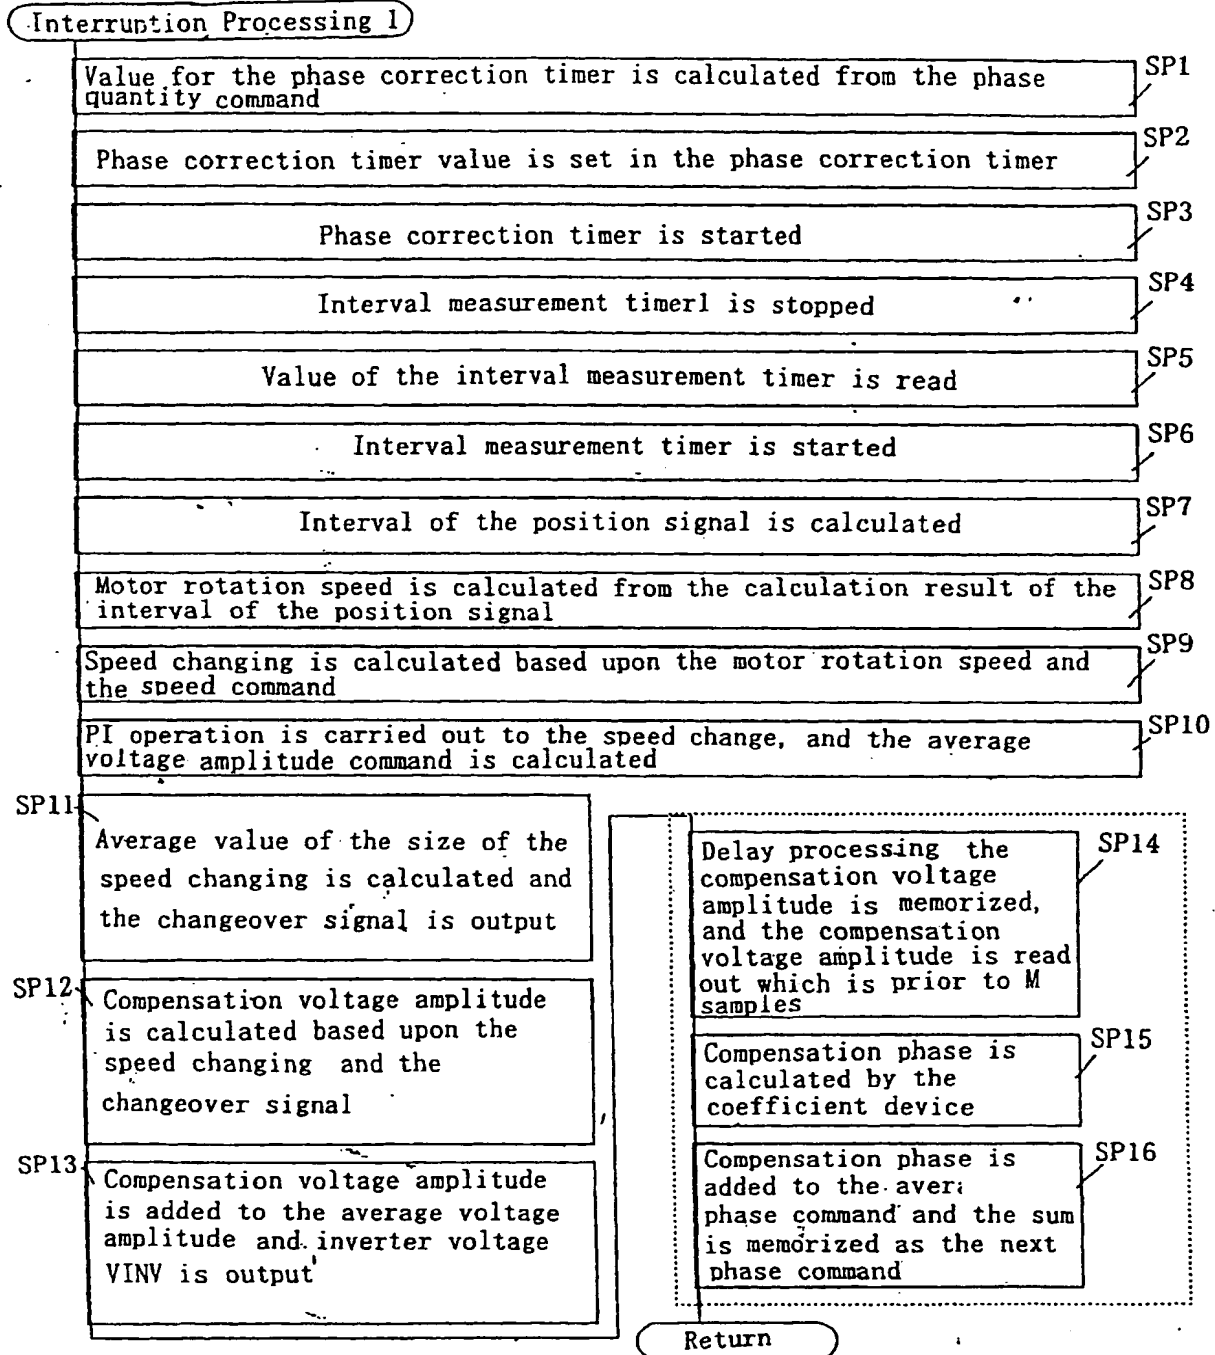 Interruption Processing 1
SP1
Value for the phase correction timer is calculated from the phase
quantity command
SP2
Phase correction timer value is set in the phase correction timer
SP3
Phase correction timer is started
SP4
Interval measurement timer1 is stopped
SP5
Value of the interval measurement timer is read
SP6
Interval measurement timer is started
SP7
Interval of the position signal is calculated
SP8
Motor rotation speed is calculated from the calculation result of the
interval of the position signal
SP9
Speed changing is calculated based upon the motor rotation speed and
the speed command
SP10
PI operation is carried out to the speed change, and the average
voltage amplitude command is calculated
SP11
Average value of the size of the
speed changing is calculated and
the changeover signal is output
SP12
Compensation voltage amplitude
is calculated based upon the
speed changing and the
changeover signal
SP13
Compensation voltage amplitude
is added to the average voltage
amplitude and inverter voltage
VINV is output
SP14
Delay processing the
compensation voltage
amplitude is memorized,
and the compensation
voltage amplitude is read
out which is prior to M
samples
SP15
Compensation phase is
calculated by the
coefficient device
SP16
Compensation phase is
added to the
phase command and the sum
is memorized as the next
phase command
Return